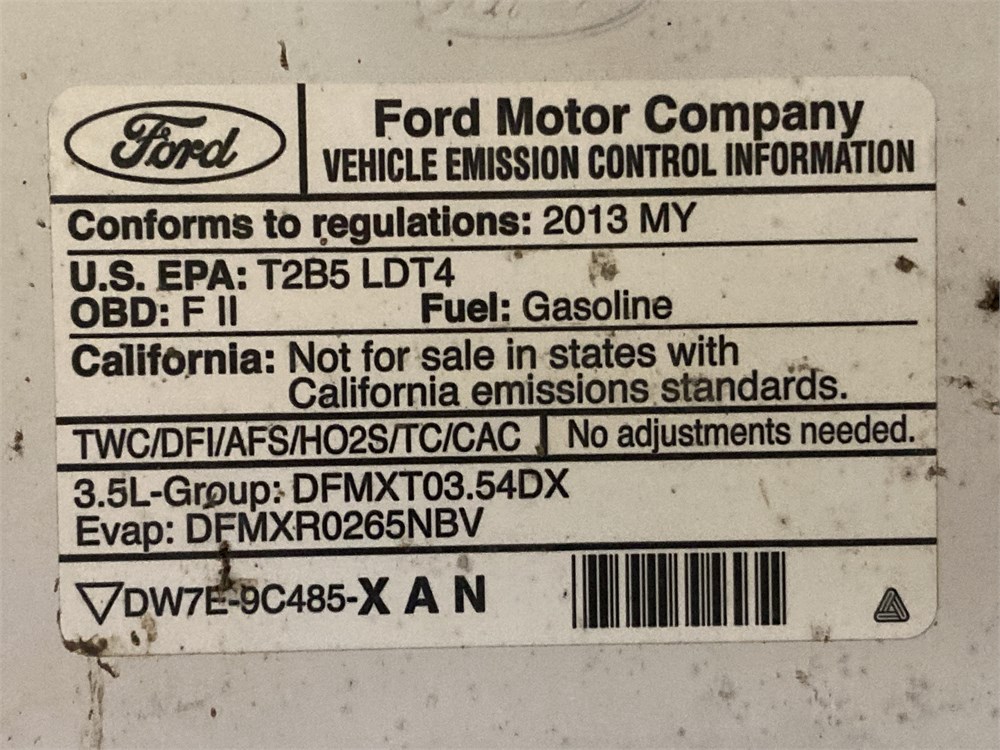 Ford
Ford Motor Company
VEHICLE EMISSION CONTROL INFORMATION
Conforms to regulations: 2013 MY
U.S. EPA: T2B5 LDT4
OBD: F II Fuel: Gasoline
California: Not for sale in states with
California emissions standards.
TWC/DFI/AFS/HO2S/TC/CAC No adjustments needed.
3.5L-Group: DFMXT03.54DX
Evap: DFMXR0265NBV
DW7E-9C485-X A N